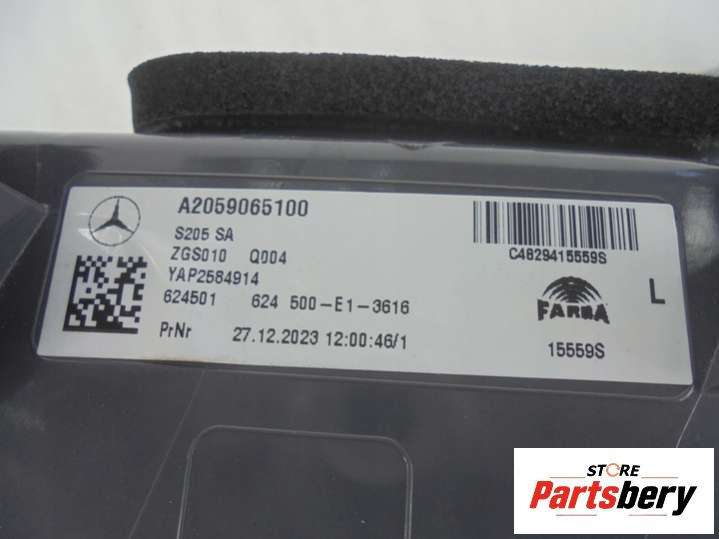 A2059065100
S205 SA
ZGS010 Q004
YAP2584914
624501 624 500-E1-3616
PrNr 27.12.2023 12:00:46/1
C4829415559S
FARBA
L
15559S
STORE
Partsbery